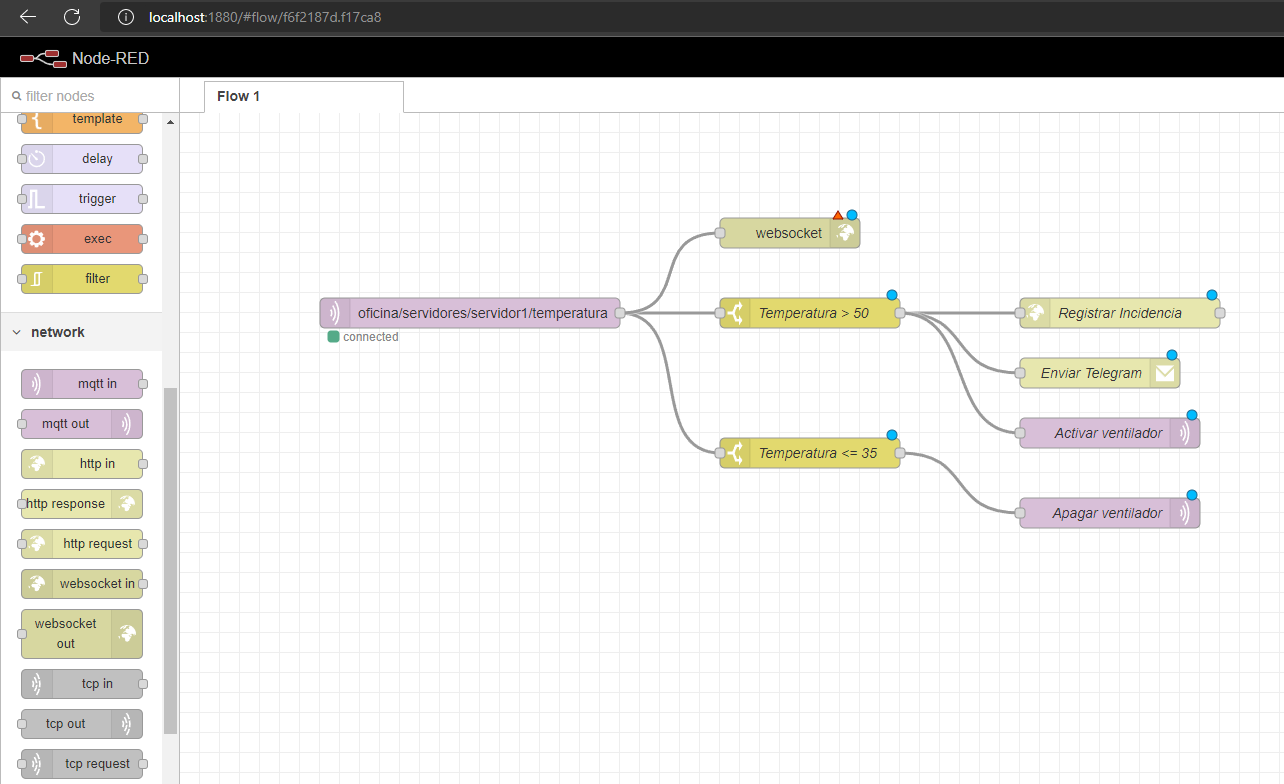 localhost:1880/#flow/f6f2187d.f17ca8
Node-RED
filter nodes
Flow 1
template
delay
trigger
exec
filter
network
mqtt in
mqtt out
http in
http response
http request
websocket in
websocket
out
tcp in
tcp out
tcp request
websocket
oficina/servidores/servidor1/temperatura
connected
Temperatura > 50
Registrar Incidencia
Enviar Telegram
Activar ventilador
Temperatura <= 35
Apagar ventilador